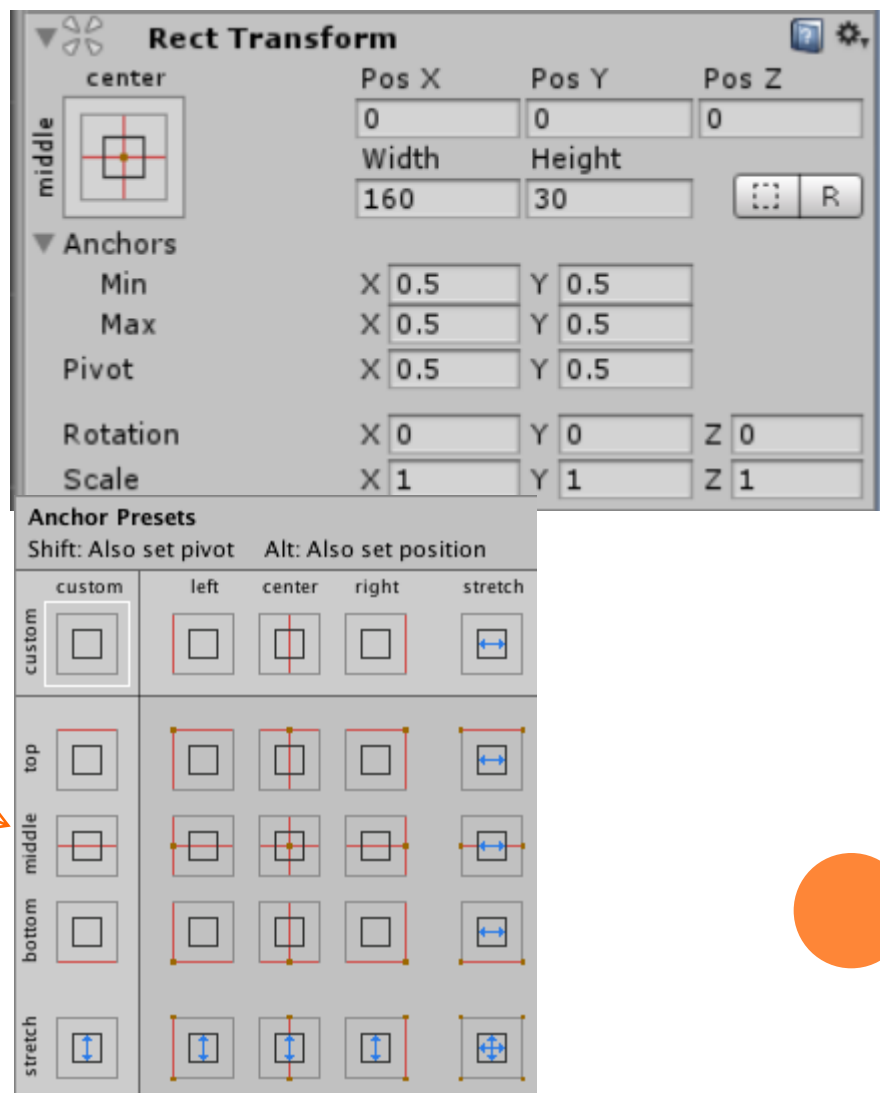 Rect Transform
center
middle
Pos X Pos Y Pos Z
0 0 0
Width Height
160 30
R
Anchors
Min X 0.5 Y 0.5
Max X 0.5 Y 0.5
Pivot X 0.5 Y 0.5
Rotation X 0 Y 0 Z 0
Scale X 1 Y 1 Z 1
Anchor Presets
Shift: Also set pivot Alt: Also set position
custom left center right stretch
custom
top
middle
bottom
stretch